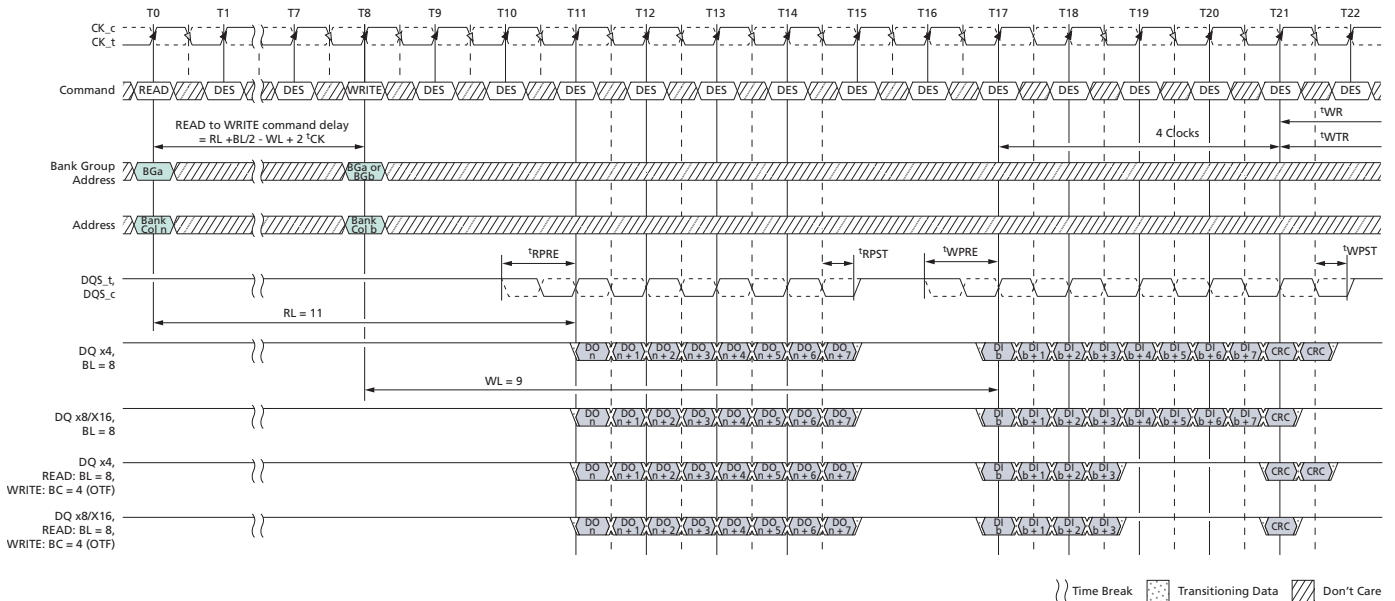 T0 T1 T7 T8 T9 T10 T11 T12 T13 T14 T15 T16 T17 T18 T19 T20 T21 T22
CK_c
CK_t
Command READ DES DES WRITE DES DES DES DES DES DES DES DES DES DES DES DES DES DES
READ to WRITE command delay
= RL +BL/2 - WL + 2 tCK
4 Clocks
tWR
tWTR
Bank Group
Address
BGa
BGa or
BGb
Address
Bank
Col n
Bank
Col b
tRPRE tRPST tWPRE tWPST
DQS_t,
DQS_c
RL = 11
DQ x4,
BL = 8
DO n DO n + 1 DO n + 2 DO n + 3 DO n + 4 DO n + 5 DO n + 6 DO n + 7 DI b DI b + 1 DI b + 2 DI b + 3 DI b + 4 DI b + 5 DI b + 6 DI b + 7 CRC CRC
WL = 9
DQ x8/X16,
BL = 8
DO n DO n + 1 DO n + 2 DO n + 3 DO n + 4 DO n + 5 DO n + 6 DO n + 7 DI b DI b + 1 DI b + 2 DI b + 3 DI b + 4 DI b + 5 DI b + 6 DI b + 7 CRC
DQ x4,
READ: BL = 8,
WRITE: BC = 4 (OTF)
DO n DO n + 1 DO n + 2 DO n + 3 DO n + 4 DO n + 5 DO n + 6 DO n + 7 DI b DI b + 1 DI b + 2 DI b + 3 CRC CRC
DQ x8/X16,
READ: BL = 8,
WRITE: BC = 4 (OTF)
DO n DO n + 1 DO n + 2 DO n + 3 DO n + 4 DO n + 5 DO n + 6 DO n + 7 DI b DI b + 1 DI b + 2 DI b + 3 CRC
Time Break Transitioning Data Don't Care